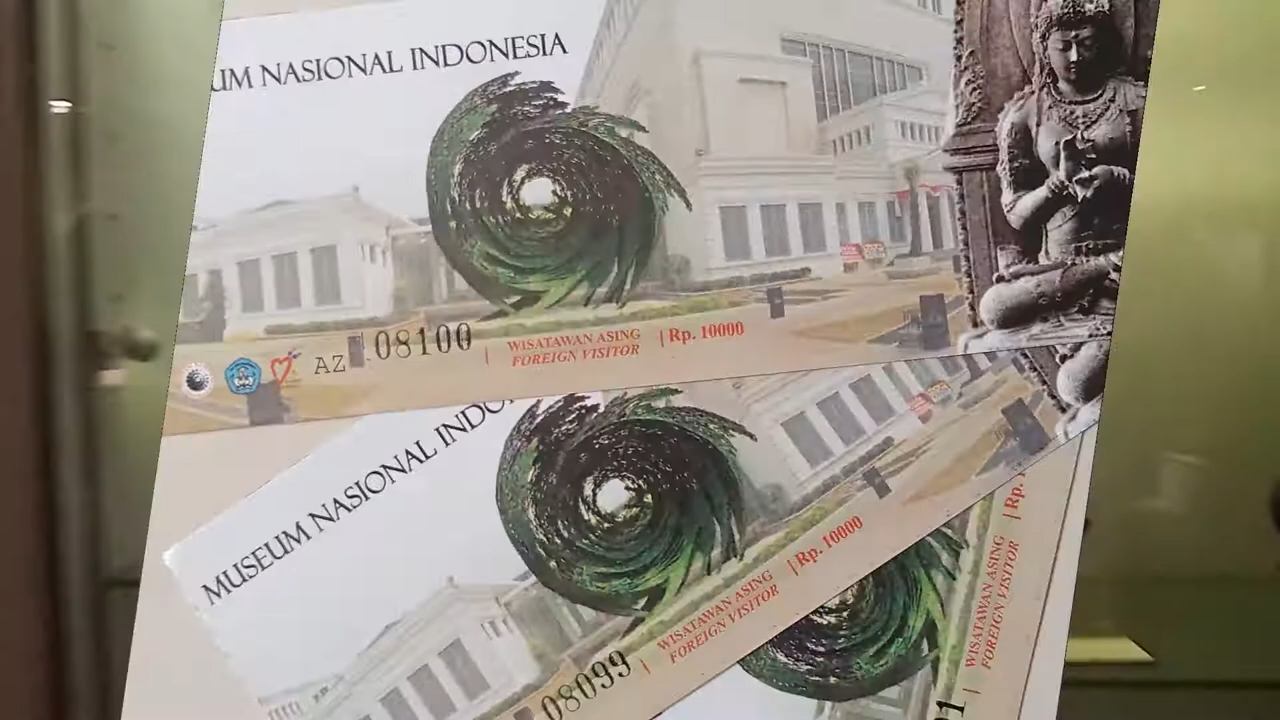 UM NASIONAL INDONESIA
AZ 08100
WISATAWAN ASING
FOREIGN VISITOR
Rp. 10000
MUSEUM NASIONAL INDO
08099
WISATAWAN ASING
FOREIGN VISITOR
Rp. 10000
WISATAWAN ASING
FOREIGN VISITOR
Rp.